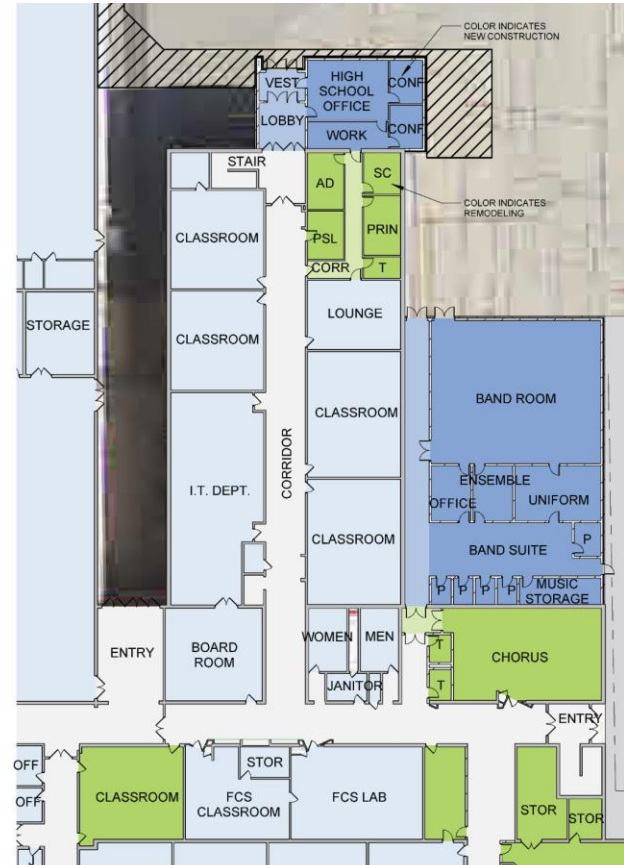 COLOR INDICATES
NEW CONSTRUCTION
VEST
HIGH
SCHOOL
OFFICE
CONF
LOBBY
WORK
CONF
STAIR
AD
SC
COLOR INDICATES
REMODELING
CLASSROOM
PSL
PRIN
CORR
T
STORAGE
CLASSROOM
LOUNGE
CLASSROOM
BAND ROOM
CORRIDOR
I.T. DEPT.
ENSEMBLE
OFFICE
UNIFORM
CLASSROOM
BAND SUITE
P
P
P
P
P
MUSIC
STORAGE
ENTRY
BOARD
ROOM
WOMEN
MEN
T
CHORUS
JANITOR
T
ENTRY
OFF
STOR
OFF
CLASSROOM
FCS
CLASSROOM
FCS LAB
STOR
STOR